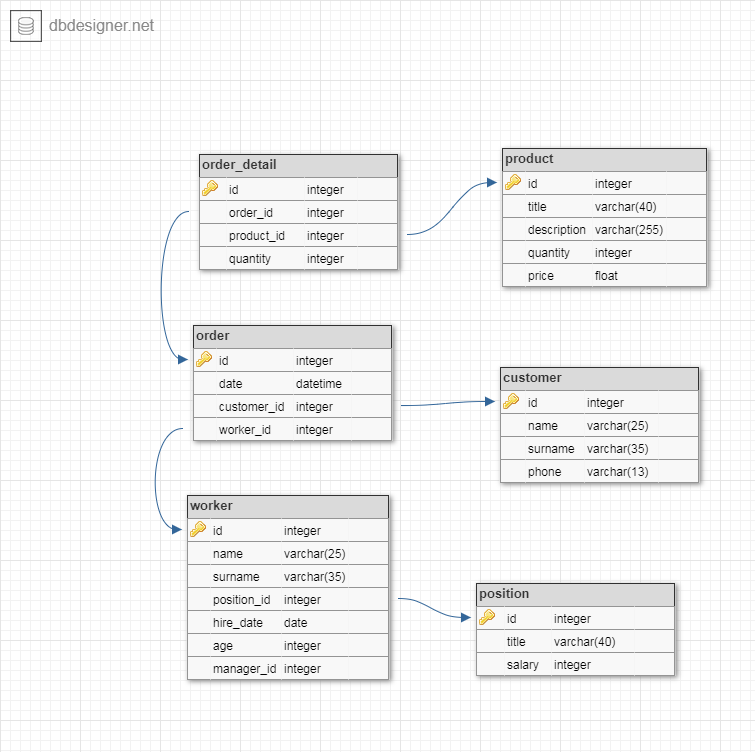 dbdesigner.net
order_detail
id integer
order_id integer
product_id integer
quantity integer
product
id integer
title varchar(40)
description varchar(255)
quantity integer
price float
order
id integer
date datetime
customer_id integer
worker_id integer
customer
id integer
name varchar(25)
surname varchar(35)
phone varchar(13)
worker
id integer
name varchar(25)
surname varchar(35)
position_id integer
hire_date date
age integer
manager_id integer
position
id integer
title varchar(40)
salary integer